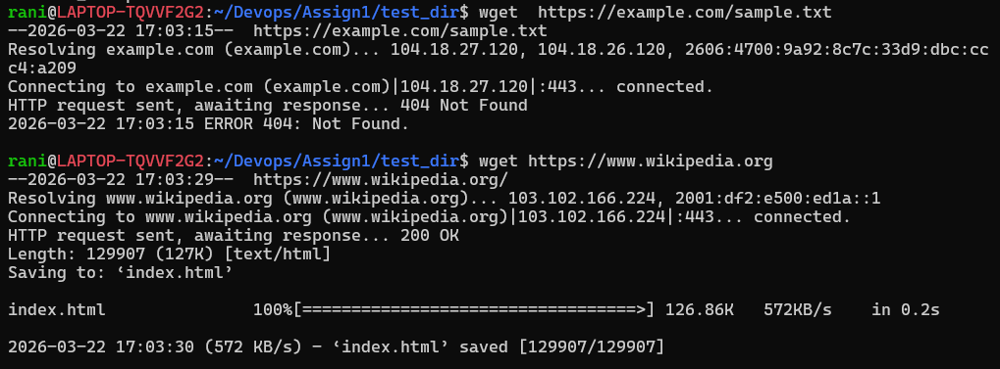 rani@LAPTOP-TQVVF2G2:~/Devops/Assign1/test_dir$ wget  https://example.com/sample.txt
--2026-03-22 17:03:15--  https://example.com/sample.txt
Resolving example.com (example.com)... 104.18.27.120, 104.18.26.120, 2606:4700:9a92:8c7c:33d9:dbc:cc
c4:a209
Connecting to example.com (example.com)|104.18.27.120|:443... connected.
HTTP request sent, awaiting response... 404 Not Found
2026-03-22 17:03:15 ERROR 404: Not Found.
rani@LAPTOP-TQVVF2G2:~/Devops/Assign1/test_dir$ wget https://www.wikipedia.org
--2026-03-22 17:03:29--  https://www.wikipedia.org/
Resolving www.wikipedia.org (www.wikipedia.org)... 103.102.166.224, 2001:df2:e500:ed1a::1
Connecting to www.wikipedia.org (www.wikipedia.org)|103.102.166.224|:443... connected.
HTTP request sent, awaiting response... 200 OK
Length: 129907 (127K) [text/html]
Saving to: ‘index.html’
index.html               100%[==================================>] 126.86K   572KB/s    in 0.2s
2026-03-22 17:03:30 (572 KB/s) - ‘index.html’ saved [129907/129907]